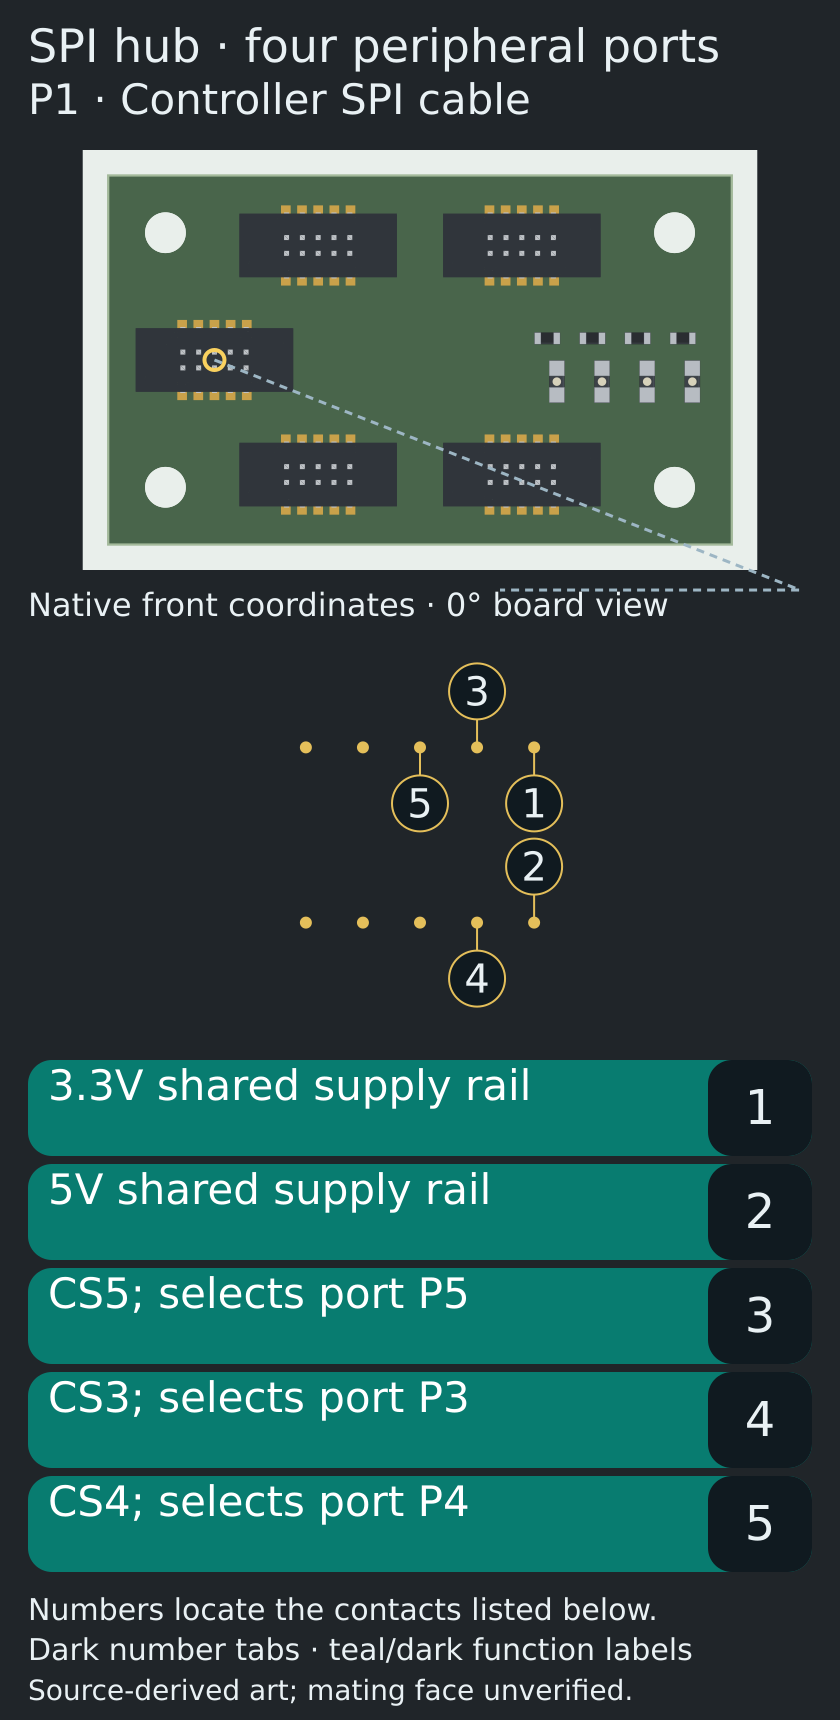 SPI hub · four peripheral ports
P1 · Controller SPI cable
Native front coordinates · 0° board view
3
5
1
2
4
3.3V shared supply rail
1
5V shared supply rail
2
CS5; selects port P5
3
CS3; selects port P3
4
CS4; selects port P4
5
Numbers locate the contacts listed below.
Dark number tabs · teal/dark function labels
Source-derived art; mating face unverified.